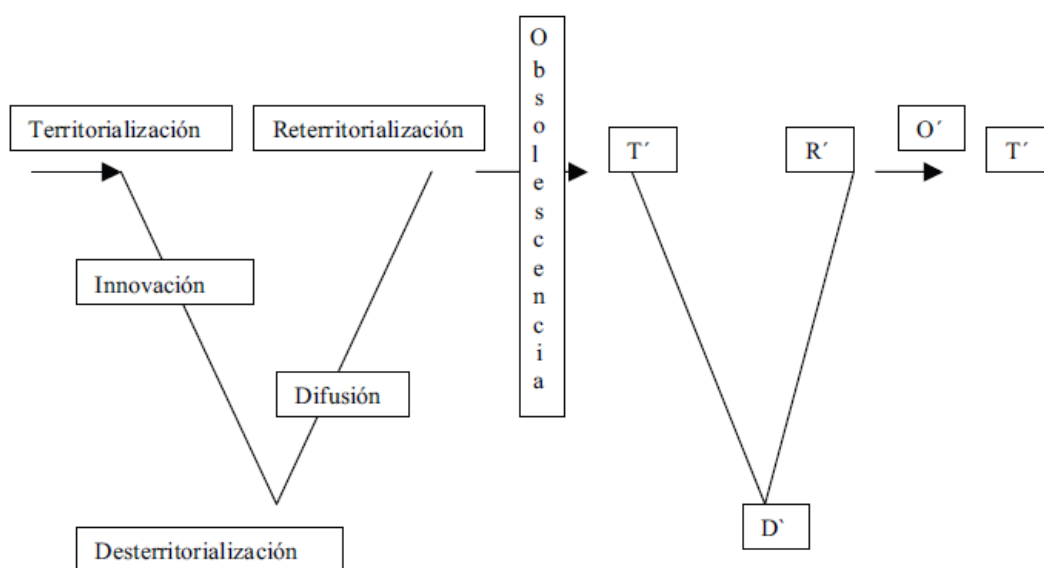 Territorialización
Reterritorialización
Obsolescencia
T´
R´
O´
T´
Innovación
Difusión
Desterritorialización
D`